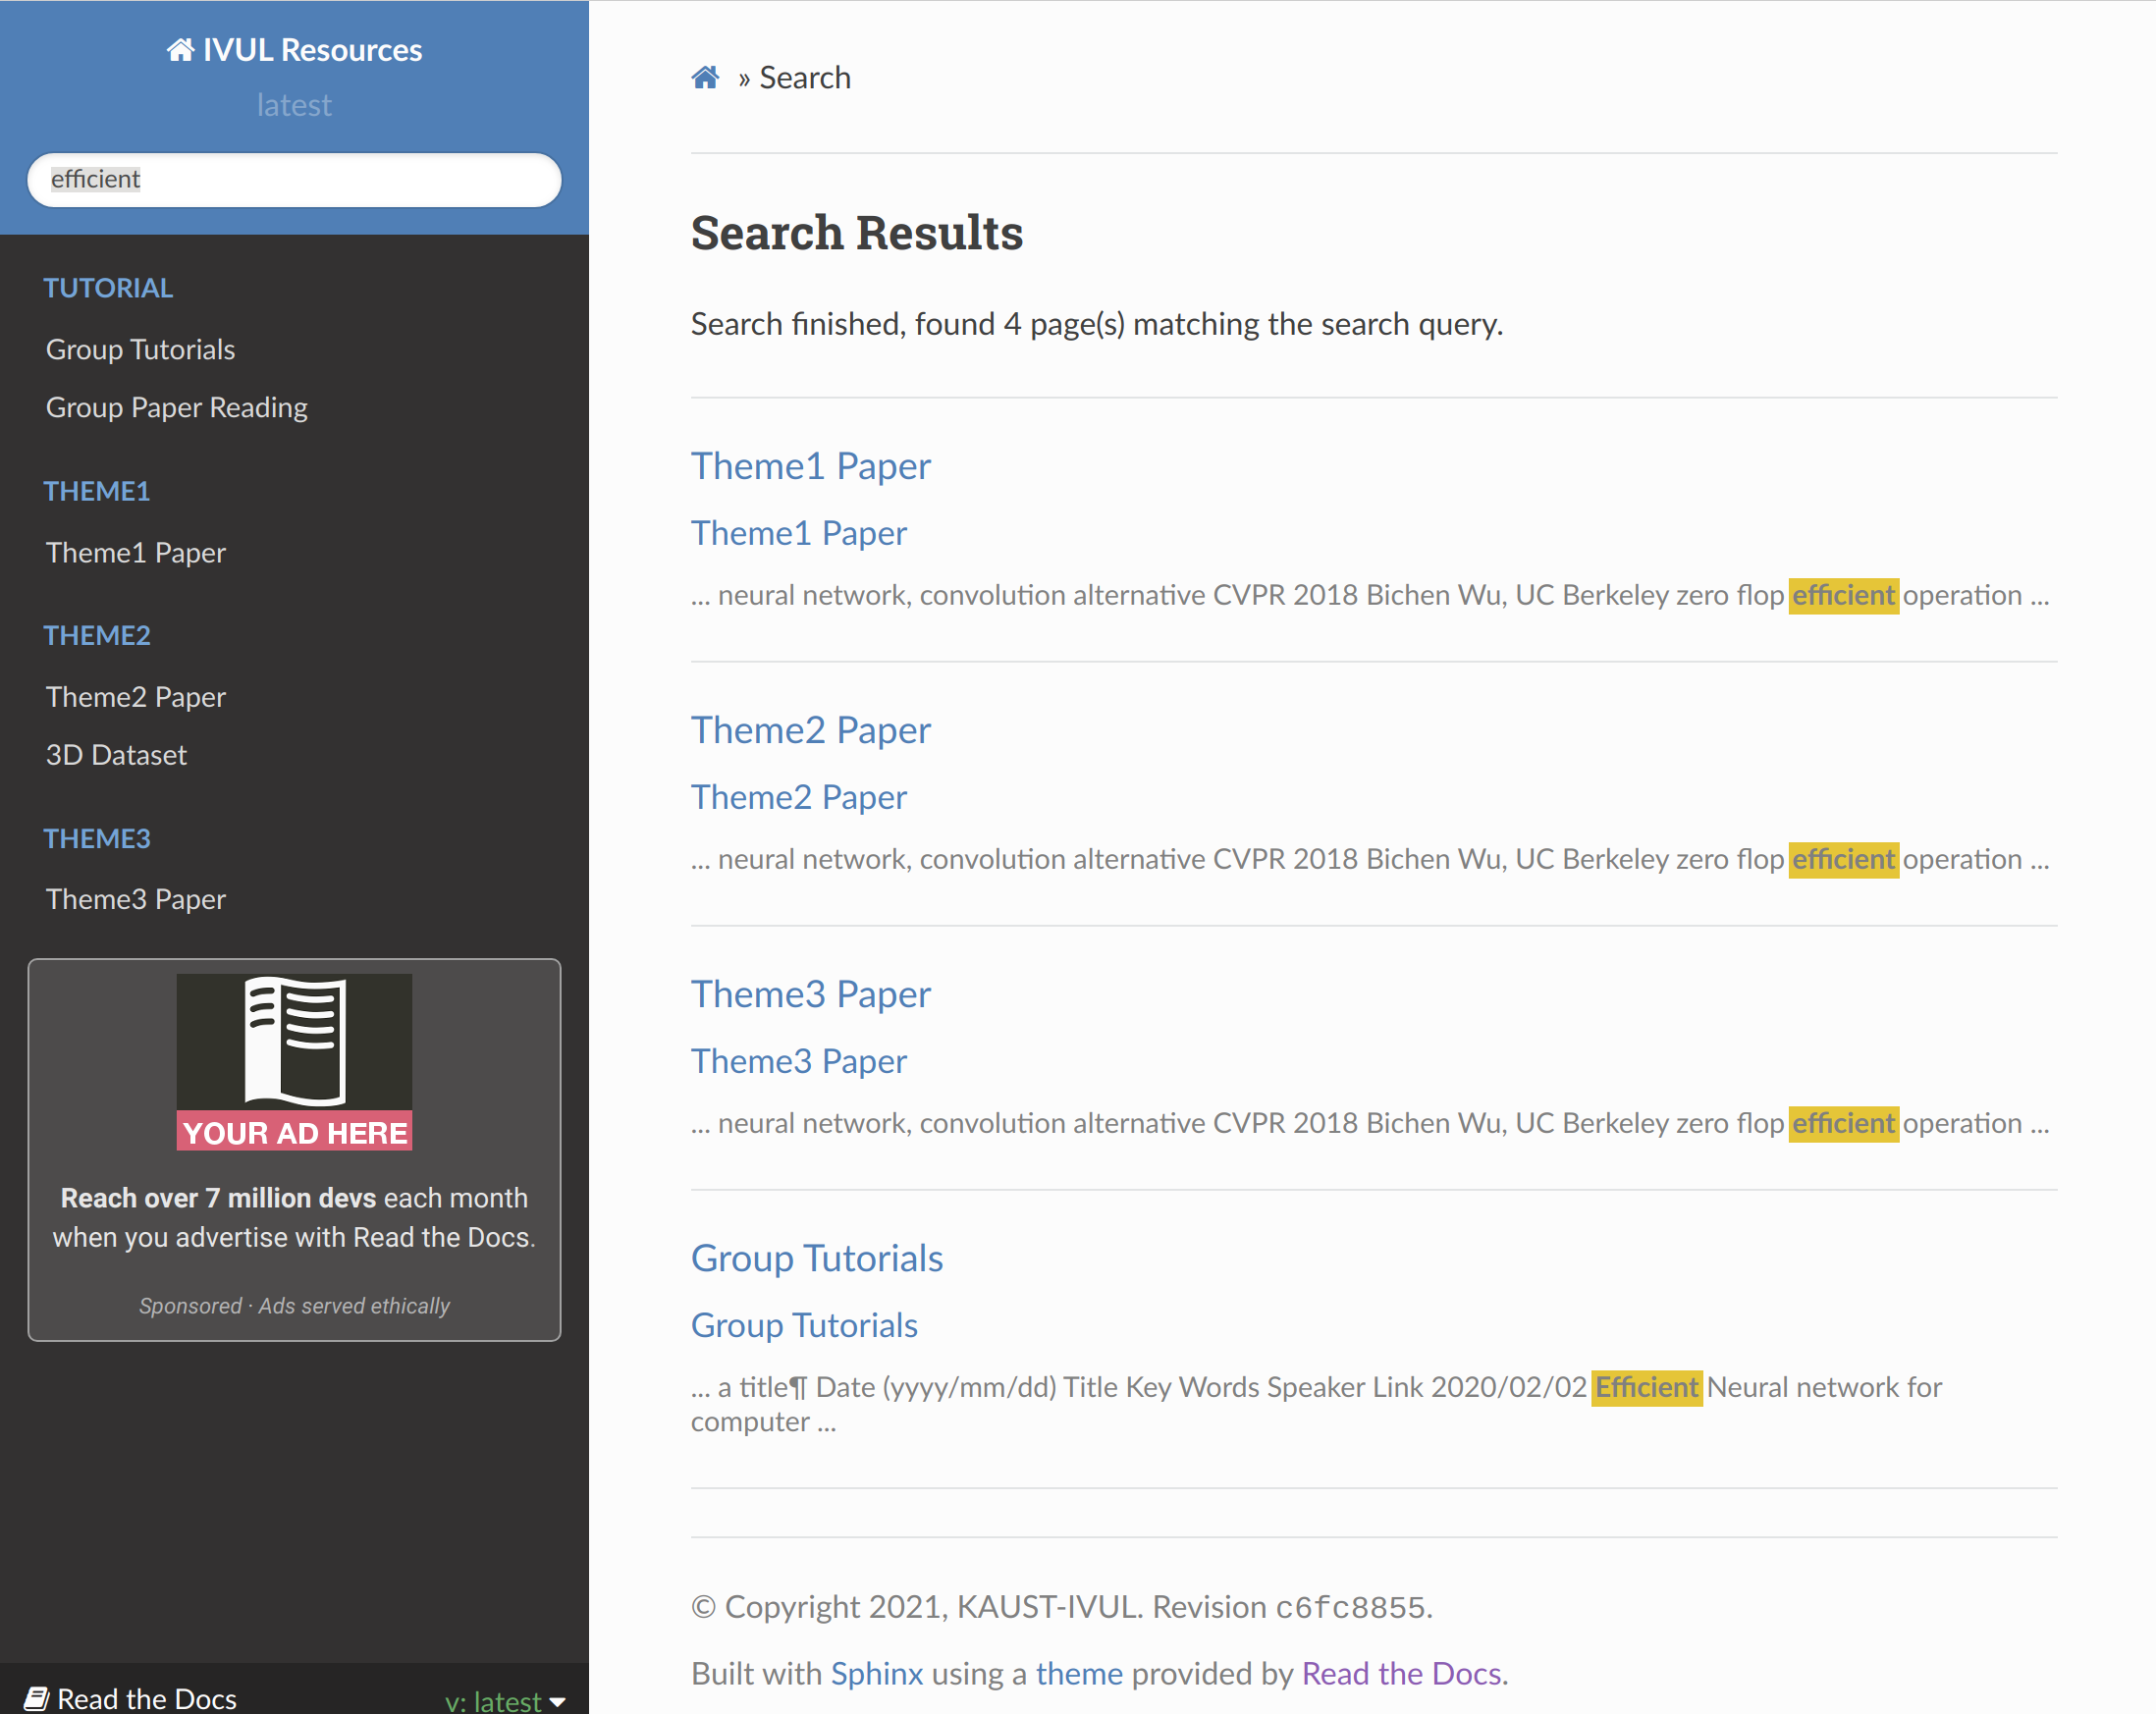 IVUL Resources
latest
efficient
TUTORIAL
Group Tutorials
Group Paper Reading
THEME1
Theme1 Paper
THEME2
Theme2 Paper
3D Dataset
THEME3
Theme3 Paper
YOUR AD HERE
Reach over 7 million devs each month
when you advertise with Read the Docs.
Sponsored · Ads served ethically
Read the Docs
v: latest
» Search
Search Results
Search finished, found 4 page(s) matching the search query.
Theme1 Paper
Theme1 Paper
... neural network, convolution alternative CVPR 2018 Bichen Wu, UC Berkeley zero flop efficient operation ...
Theme2 Paper
Theme2 Paper
... neural network, convolution alternative CVPR 2018 Bichen Wu, UC Berkeley zero flop efficient operation ...
Theme3 Paper
Theme3 Paper
... neural network, convolution alternative CVPR 2018 Bichen Wu, UC Berkeley zero flop efficient operation ...
Group Tutorials
Group Tutorials
... a title¶ Date (yyyy/mm/dd) Title Key Words Speaker Link 2020/02/02 Efficient Neural network for
computer ...
© Copyright 2021, KAUST-IVUL. Revision c6fc8855.
Built with Sphinx using a theme provided by Read the Docs.